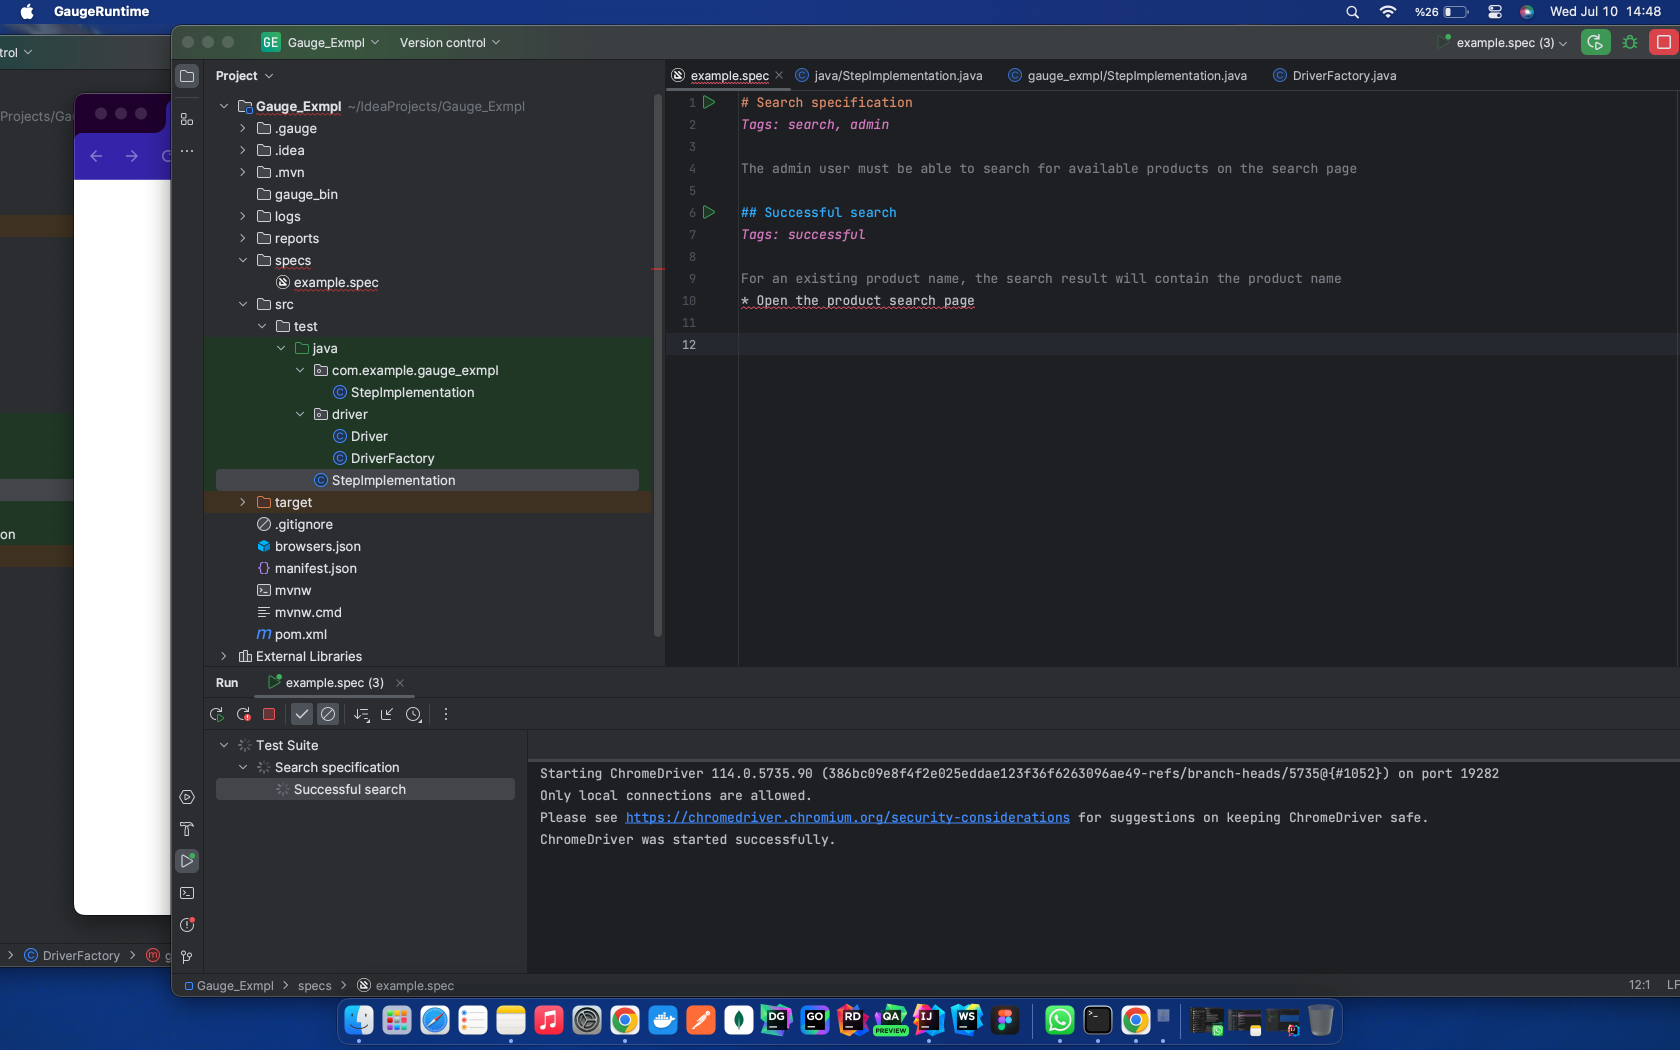 GaugeRuntime
%26
Wed Jul 10 14:48
trol
GE Gauge_Exmpl
Version control
example.spec (3)
Projects/Ga
on
DriverFactory
m g
Project
Gauge_Exmpl ~/IdeaProjects/Gauge_Exmpl
.gauge
.idea
.mvn
gauge_bin
logs
reports
specs
example.spec
src
test
java
com.example.gauge_exmpl
StepImplementation
driver
Driver
DriverFactory
StepImplementation
target
.gitignore
browsers.json
manifest.json
mvnw
mvnw.cmd
pom.xml
External Libraries
example.spec
java/StepImplementation.java
gauge_exmpl/StepImplementation.java
DriverFactory.java
1 # Search specification
2 Tags: search, admin
3
4 The admin user must be able to search for available products on the search page
5
6 ## Successful search
7 Tags: successful
8
9 For an existing product name, the search result will contain the product name
10 * Open the product search page
11
12
Run
example.spec (3)
Test Suite
Search specification
Successful search
Starting ChromeDriver 114.0.5735.90 (386bc09e8f4f2e025eddae123f36f6263096ae49-refs/branch-heads/5735@{#1052}) on port 19282
Only local connections are allowed.
Please see https://chromedriver.chromium.org/security-considerations for suggestions on keeping ChromeDriver safe.
ChromeDriver was started successfully.
Gauge_Exmpl > specs > example.spec
12:1
LF
DG
GO
RD
QA
PREVIEW
IJ
WS